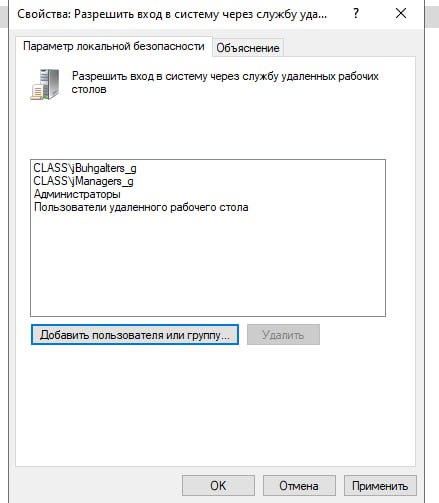 Свойства: Разрешить вход в систему через службу уда...
Параметр локальной безопасности
Объяснение
Разрешить вход в систему через службу удаленных рабочих
столов
CLASS\jBuhgalters_g
CLASS\jManagers_g
Администраторы
Пользователи удаленного рабочего стола
Добавить пользователя или группу...
Удалить
OK
Отмена
Применить